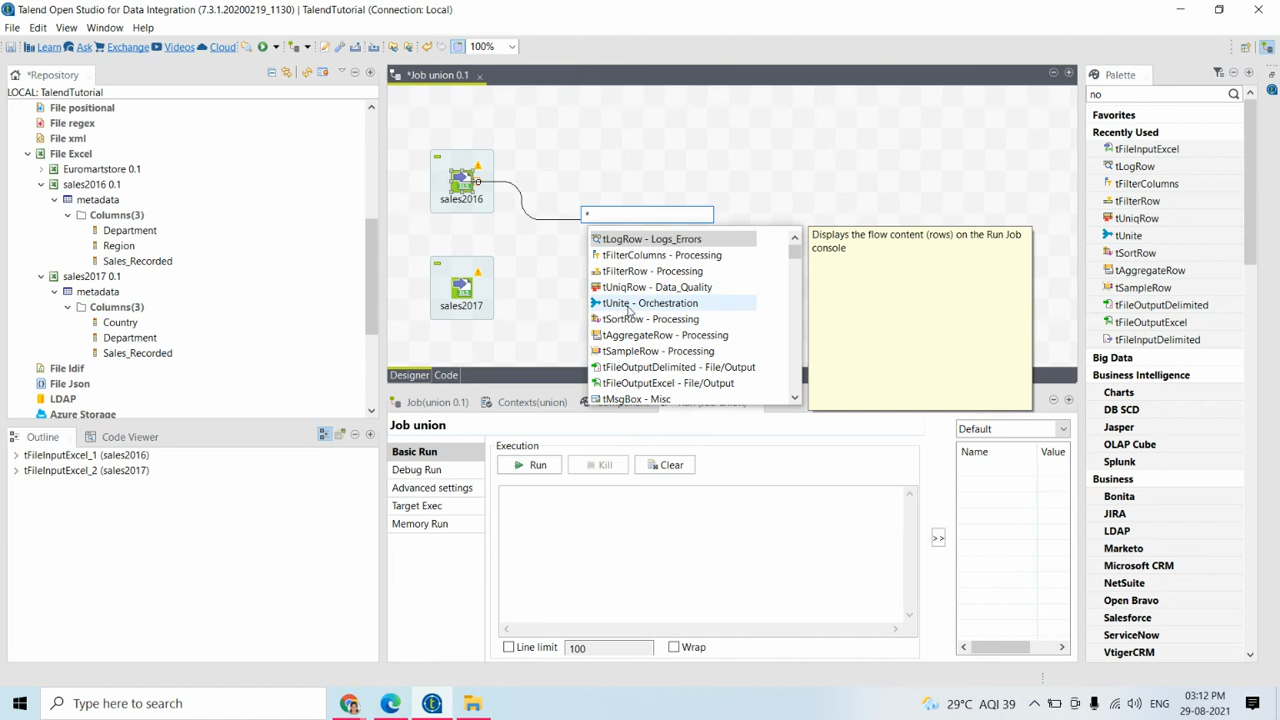 Talend Open Studio for Data Integration (7.3.1.20200219_1130) | TalendTutorial (Connection: Local)
File Edit View Window Help
Learn Ask Exchange Videos Cloud 100%
*Repository
LOCAL: TalendTutorial
File positional
File regex
File xml
File Excel
Euromartstore 0.1
sales2016 0.1
metadata
Columns(3)
Department
Region
Sales_Recorded
sales2017 0.1
metadata
Columns(3)
Country
Department
Sales_Recorded
File ldif
File Json
LDAP
Azure Storage
Outline Code Viewer
tFileInputExcel_1 (sales2016)
tFileInputExcel_2 (sales2017)
*Job union 0.1
sales2016
sales2017
*
tLogRow - Logs_Errors
tFilterColumns - Processing
tFilterRow - Processing
tUniqRow - Data_Quality
tUnite - Orchestration
tSortRow - Processing
tAggregateRow - Processing
tSampleRow - Processing
tFileOutputDelimited - File/Output
tFileOutputExcel - File/Output
tMsgBox - Misc
Displays the flow content (rows) on the Run Job
console
Designer Code
Job(union 0.1) Contexts(union)
Job union
Basic Run
Debug Run
Advanced settings
Target Exec
Memory Run
Execution
Run Kill Clear
Line limit 100 Wrap
>>
Default
Name Value
Palette
no
Favorites
Recently Used
tFileInputExcel
tLogRow
tFilterColumns
tFilterRow
tUniqRow
tUnite
tSortRow
tAggregateRow
tSampleRow
tFileOutputDelimited
tFileOutputExcel
tFileInputDelimited
Big Data
Business Intelligence
Charts
DB SCD
Jasper
OLAP Cube
Splunk
Business
Bonita
JIRA
LDAP
Marketo
Microsoft CRM
NetSuite
Open Bravo
Salesforce
ServiceNow
VtigerCRM
Type here to search
29°C AQI 39 ENG
03:12 PM
29-08-2021